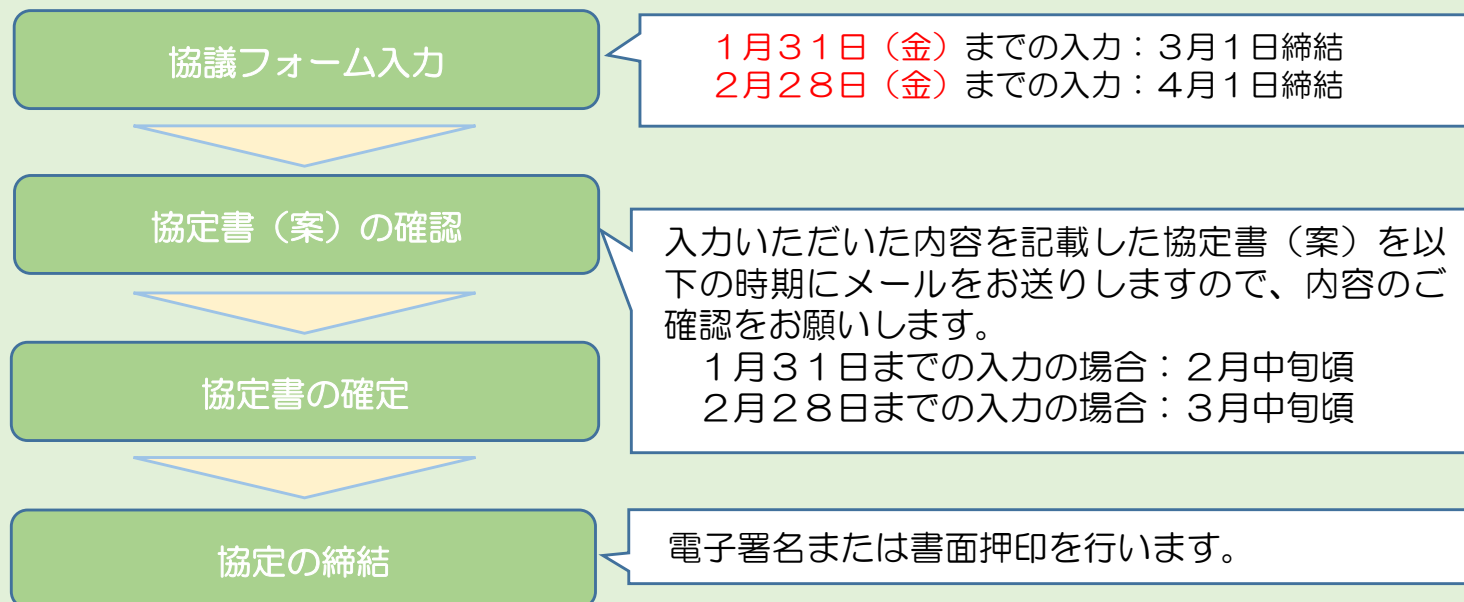 協議フォーム入力
１月３１日（金）までの入力：３月１日締結
２月２８日（金）までの入力：４月１日締結
協定書（案）の確認
入力いただいた内容を記載した協定書（案）を以
下の時期にメールをお送りしますので、内容のご
確認をお願いします。
１月３１日までの入力の場合：２月中旬頃
２月２８日までの入力の場合：３月中旬頃
協定書の確定
協定の締結
電子署名または書面押印を行います。